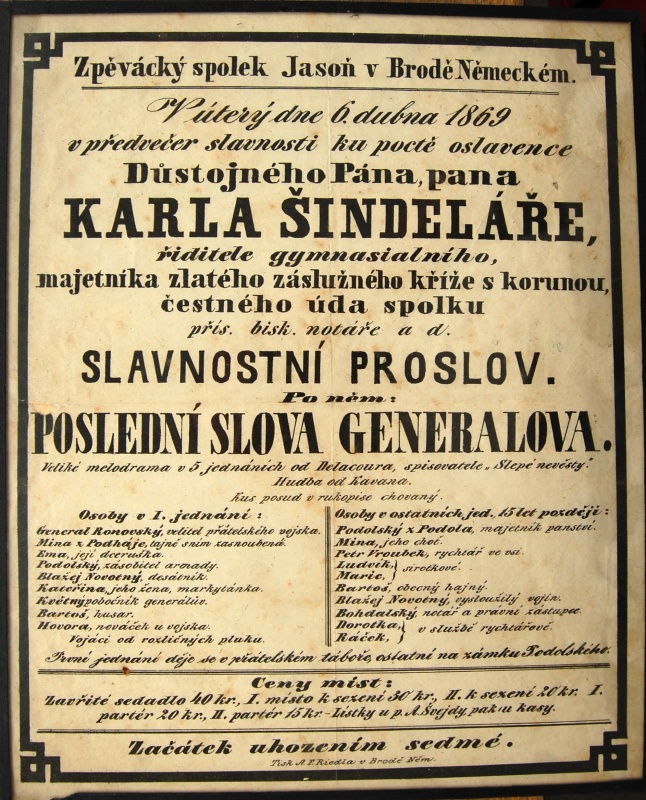 Zpěvácký spolek Jasoň v Brodě Německém.
V úterý dne 6. dubna 1869
v předvečer slavnosti ku poctě oslavence
Důstojného Pána, pana
KARLA ŠINDELÁŘE,
řiditele gymnasialního,
majetníka zlatého záslužného kříže s korunou,
čestného úda spolku
přís. bisk. notáře a d.
SLAVNOSTNÍ PROSLOV.
Po něm:
POSLEDNÍ SLOVA GENERALOVA.
Veliké melodrama v 5 jednáních od Delacoura, spisovatele „Slepé nevěsty."
Hudba od Kavana.
Kus posud v rukopise chovaný.
Osoby v I. jednání:
General Ronovský, velitel přátelského vojska.
Mina z Podháje, tajně s ním zasnoubená.
Ema, její dceruška.
Podolský, zásobitel armady.
Blažej Novotný, desátník.
Kateřina, jeho žena, markytánka.
Květný pobočník generálův.
Bartoš, husar.
Hovora, nováček u vojska.
Vojáci od rozličných pluku.
Osoby v ostatních jed. 15 let později:
Podolský z Podola, majetník panství.
Mina, jeho choť.
Petr Vroubek, rychtář ve vsi.
Ludvík,
Marie, } sirotkové.
Bartoš, obecný hajný.
Blažej Novotný, vysloužilý vojín.
Bohdalský, notář a právní zástupce.
Dorotka,
Ráček, } v službě rychtářově.
První jednání děje se v přátelském táboře, ostatní na zámku Podolského.
Ceny míst:
Zavřité sedadlo 40 kr., I. místo k sezení 30 kr., II. k sezení 20 kr. I.
partér 20 kr., II. partér 15 kr. – Lístky u p. A. Švejdy pak u kasy.
Začátek uhozením sedmé.
Tisk A. F. Riedla v Brodě Něm.